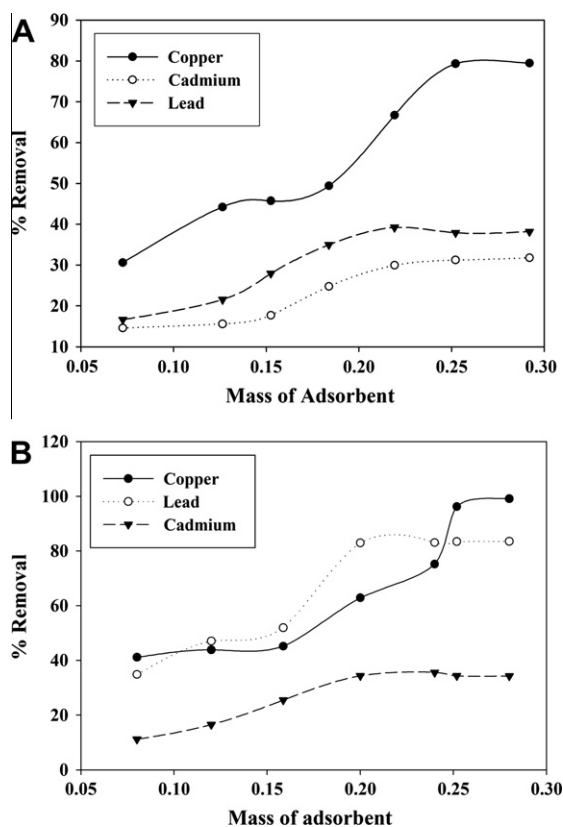 A
90
80
70
60
50
40
30
20
10
% Removal
Copper
Cadmium
Lead
0.05 0.10 0.15 0.20 0.25 0.30
Mass of Adsorbent
B
120
100
80
60
40
20
0
% Removal
Copper
Lead
Cadmium
0.05 0.10 0.15 0.20 0.25 0.30
Mass of adsorbent